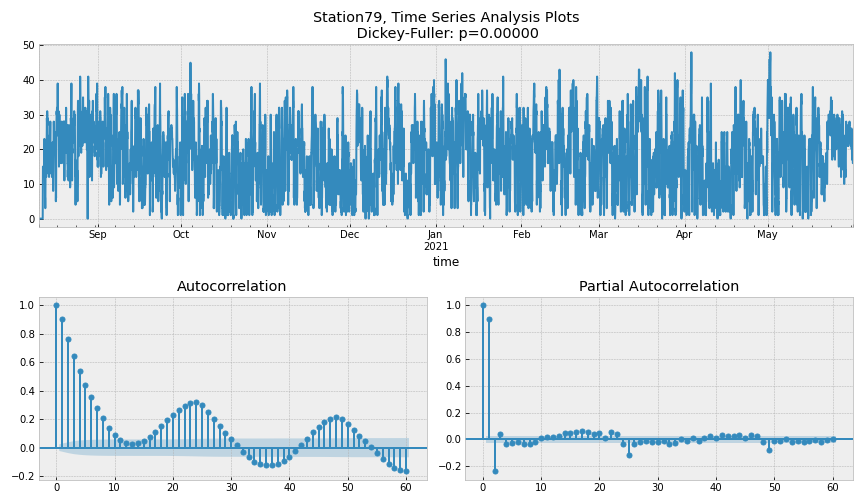 Station79, Time Series Analysis Plots
Dickey-Fuller: p=0.00000
50
40
30
20
10
0
Sep Oct Nov Dec Jan Feb Mar Apr May
2021
time
Autocorrelation Partial Autocorrelation
1.0 1.0
0.8 0.8
0.6 0.6
0.4 0.4
0.2 0.2
0.0 0.0
−0.2 −0.2
0 10 20 30 40 50 60 0 10 20 30 40 50 60